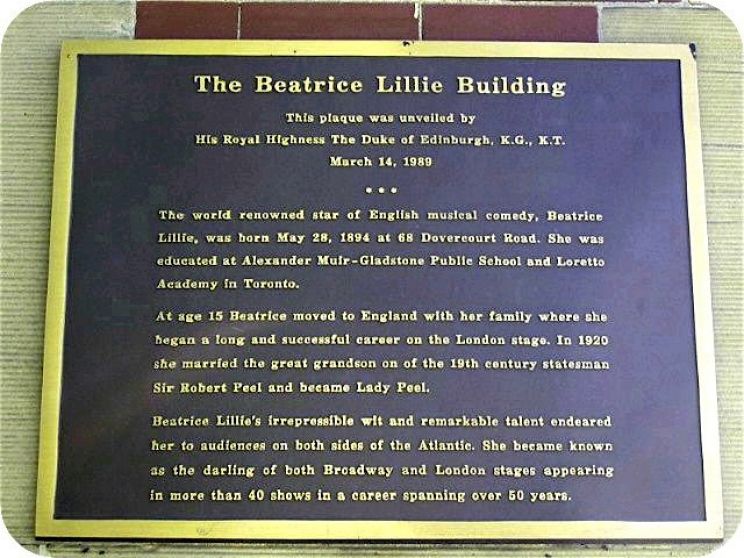 The Beatrice Lillie Building
This plaque was unveiled by
His Royal Highness The Duke of Edinburgh, K.G., K.T.
March 14, 1989
• • •
The world renowned star of English musical comedy, Beatrice
Lillie, was born May 28, 1894 at 68 Dovercourt Road. She was
educated at Alexander Muir-Gladstone Public School and Loretto
Academy in Toronto.
At age 15 Beatrice moved to England with her family where she
began a long and successful career on the London stage. In 1920
she married the great grandson on of the 19th century statesman
Sir Robert Peel and became Lady Peel.
Beatrice Lillie's irrepressible wit and remarkable talent endeared
her to audiences on both sides of the Atlantic. She became known
as the darling of both Broadway and London stages appearing
in more than 40 shows in a career spanning over 50 years.